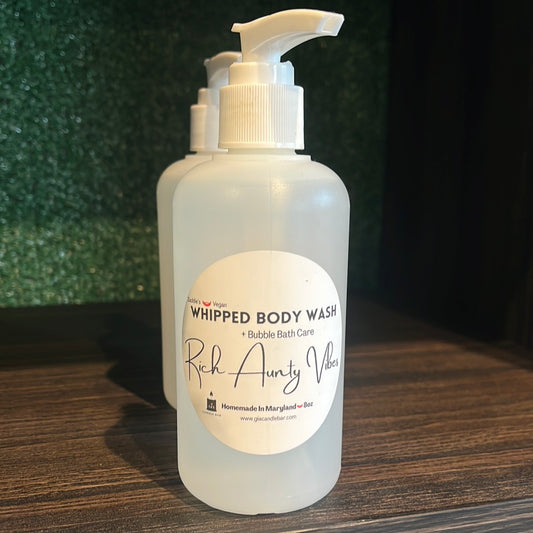 Vegan
WHIPPED BODY WASH
+ Bubble Bath Care
Rich Aunty Vibes
Homemade In Maryland 8oz
www.giacandlebar.com